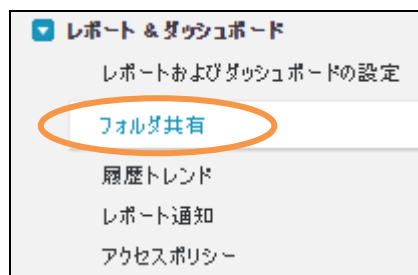 レポート & ダッシュボード
レポートおよびダッシュボードの設定
フォルダ共有
履歴トレンド
レポート通知
アクセスポリシー